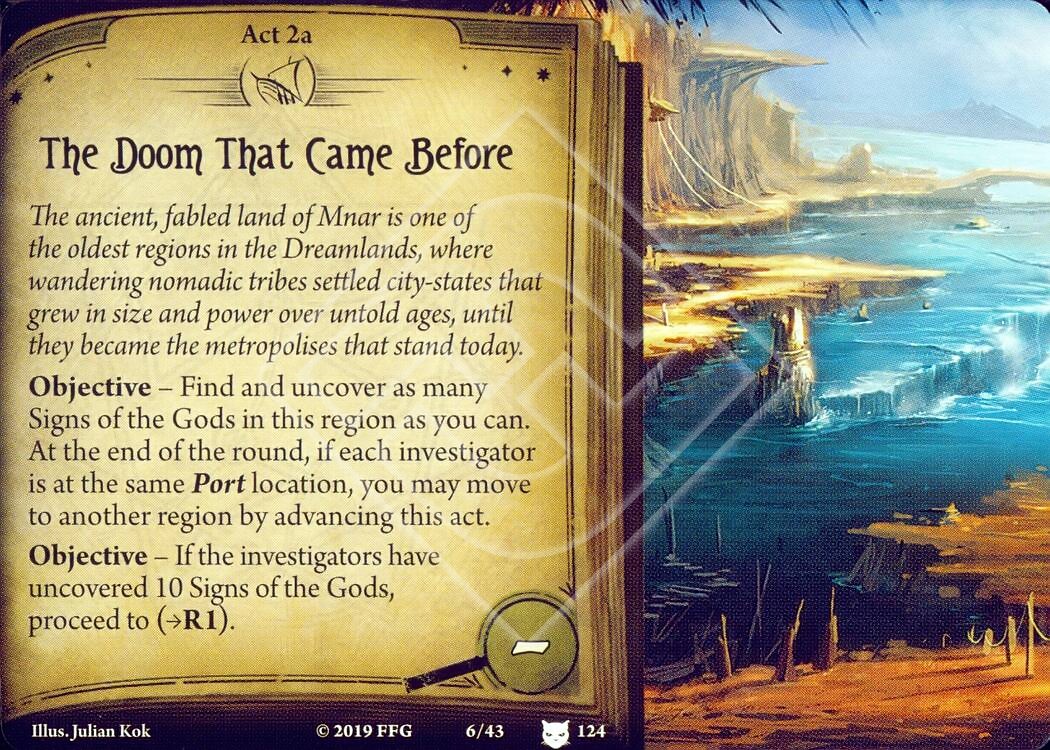 Act 2a
The Doom That Came Before
The ancient, fabled land of Mnar is one of
the oldest regions in the Dreamlands, where
wandering nomadic tribes settled city-states that
grew in size and power over untold ages, until
they became the metropolises that stand today.
Objective – Find and uncover as many
Signs of the Gods in this region as you can.
At the end of the round, if each investigator
is at the same Port location, you may move
to another region by advancing this act.
Objective – If the investigators have
uncovered 10 Signs of the Gods,
proceed to (→R1).
–
Illus. Julian Kok © 2019 FFG 6/43 124